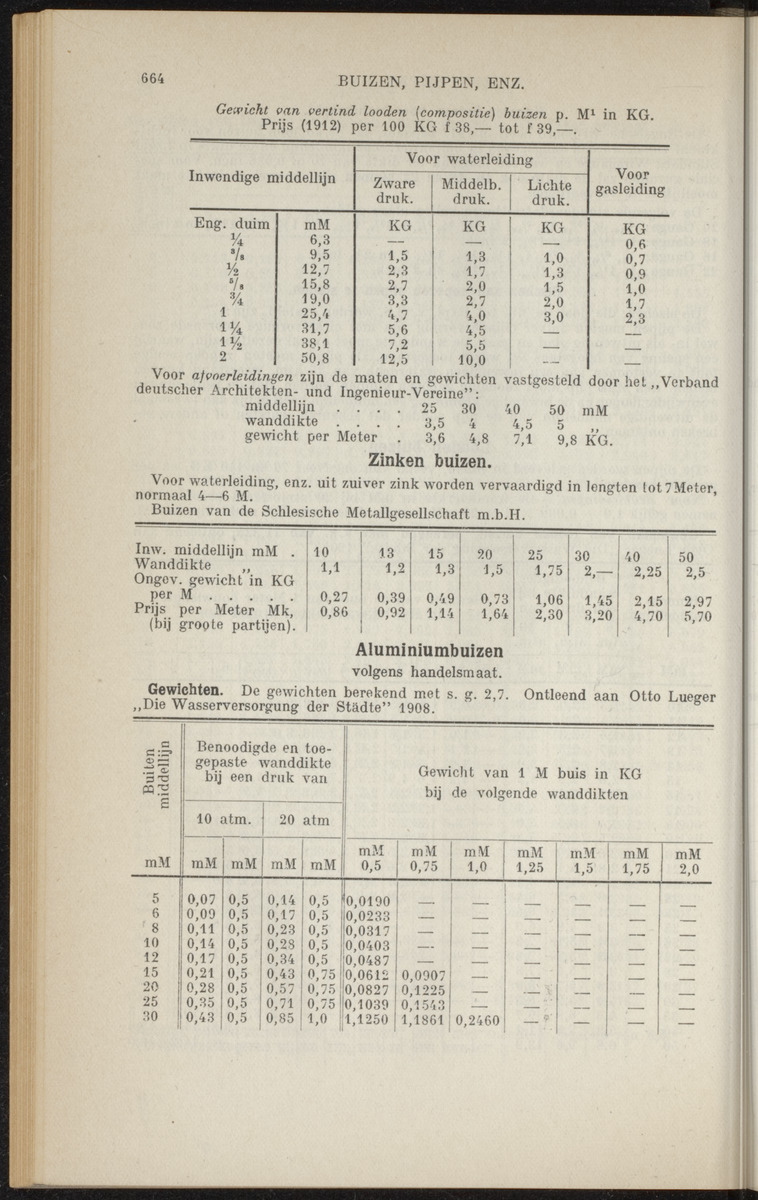 664
BUIZEN, PIJPEN, ENZ.
Gewicht van vertind looden (compositie) buizen p. M¹ in KG.
Prijs (1912) per 100 KG f 38,— tot f 39,—.
Inwendige middellijn
Voor waterleiding
Voor gasleiding
Zware druk. Middelb. druk. Lichte druk.
Eng. duim mM KG KG KG KG
¼ 6,3 — — — 0,6
³/₈ 9,5 1,5 1,3 1,0 0,7
½ 12,7 2,3 1,7 1,3 0,9
⁵/₈ 15,8 2,7 2,0 1,5 1,0
¾ 19,0 3,3 2,7 2,0 1,7
1 25,4 4,7 4,0 3,0 2,3
1¼ 31,7 5,6 4,5 — —
1½ 38,1 7,2 5,5 — —
2 50,8 12,5 10,0 — —
Voor afvoerleidingen zijn de maten en gewichten vastgesteld door het „Verband
deutscher Architekten- und Ingenieur-Vereine”:
middellijn . . . . 25 30 40 50 mM
wanddikte . . . . 3,5 4 4,5 5 „
gewicht per Meter . 3,6 4,8 7,1 9,8 KG.
Zinken buizen.
Voor waterleiding, enz. uit zuiver zink worden vervaardigd in lengten tot 7 Meter,
normaal 4—6 M.
Buizen van de Schlesische Metallgesellschaft m.b.H.
Inw. middellijn mM . 10 13 15 20 25 30 40 50
Wanddikte „ 1,1 1,2 1,3 1,5 1,75 2,— 2,25 2,5
Ongev. gewicht in KG
per M . . . . . 0,27 0,39 0,49 0,73 1,06 1,45 2,15 2,97
Prijs per Meter Mk, 0,86 0,92 1,14 1,64 2,30 3,20 4,70 5,70
(bij groote partijen).
Aluminiumbuizen
volgens handelsmaat.
Gewichten. De gewichten berekend met s. g. 2,7. Ontleend aan Otto Lueger
„Die Wasserversorgung der Städte” 1908.
Buiten middellijn
Benoodigde en toe-
gepaste wanddikte
bij een druk van
Gewicht van 1 M buis in KG
bij de volgende wanddikten
10 atm. 20 atm
mM mM mM mM mM mM 0,5 mM 0,75 mM 1,0 mM 1,25 mM 1,5 mM 1,75 mM 2,0
5 0,07 0,5 0,14 0,5 0,0190 — — — — — —
6 0,09 0,5 0,17 0,5 0,0233 — — — — — —
8 0,11 0,5 0,23 0,5 0,0317 — — — — — —
10 0,14 0,5 0,28 0,5 0,0403 — — — — — —
12 0,17 0,5 0,34 0,5 0,0487 — — — — — —
15 0,21 0,5 0,43 0,75 0,0612 0,0907 — — — — —
20 0,28 0,5 0,57 0,75 0,0827 0,1225 — — — — —
25 0,35 0,5 0,71 0,75 0,1039 0,1543 — — — — —
30 0,43 0,5 0,85 1,0 1,1250 1,1861 0,2460 — — — —